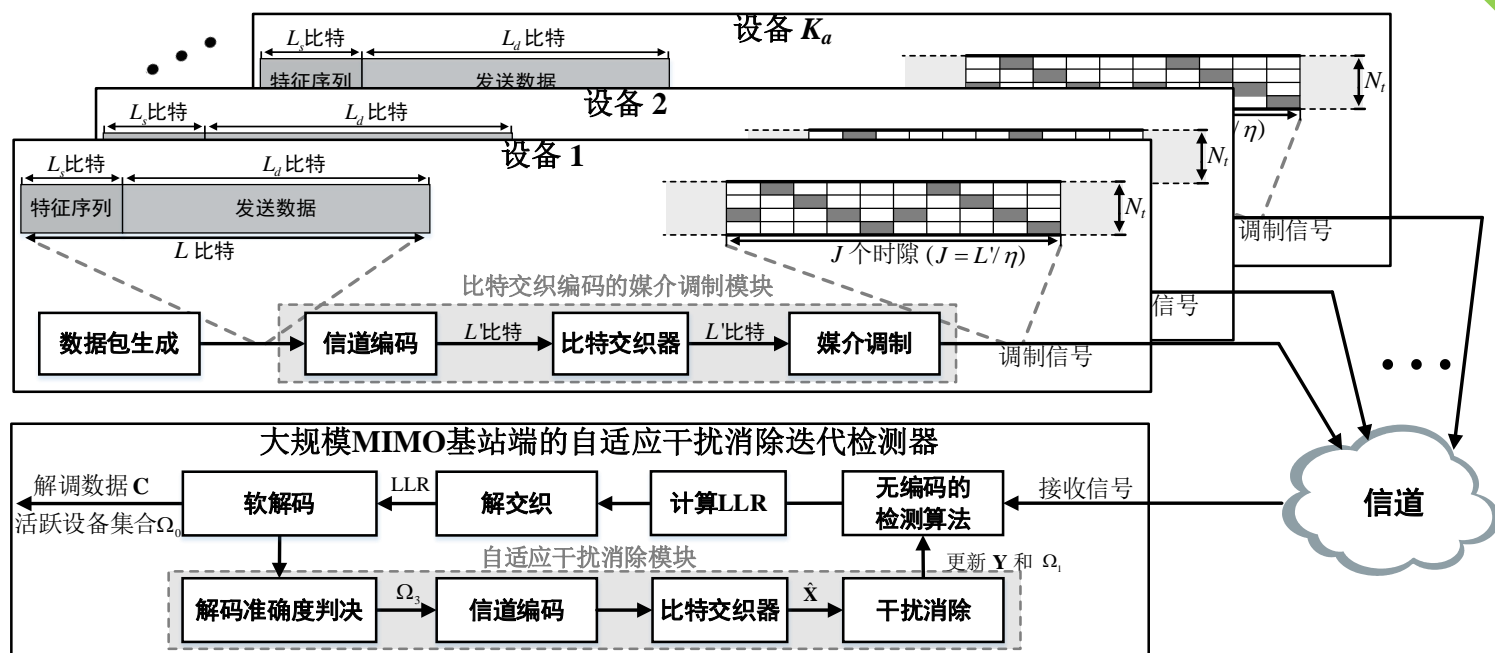 设备 Kₐ
Lₛ比特
L_d 比特
特征序列
发送数据
Nₜ
/ η)
调制信号
设备 2
Lₛ比特
L_d 比特
Nₜ
信号
设备 1
Lₛ比特
L_d 比特
特征序列
发送数据
L 比特
Nₜ
J 个时隙 (J = L'/ η)
比特交织编码的媒介调制模块
数据包生成
信道编码
L'比特
比特交织器
L'比特
媒介调制
调制信号
大规模MIMO基站端的自适应干扰消除迭代检测器
解调数据 C
活跃设备集合Ω₀
软解码
LLR
解交织
计算LLR
无编码的
检测算法
接收信号
信道
自适应干扰消除模块
更新 Y 和 Ω₁
解码准确度判决
Ω₃
信道编码
比特交织器
X̂
干扰消除